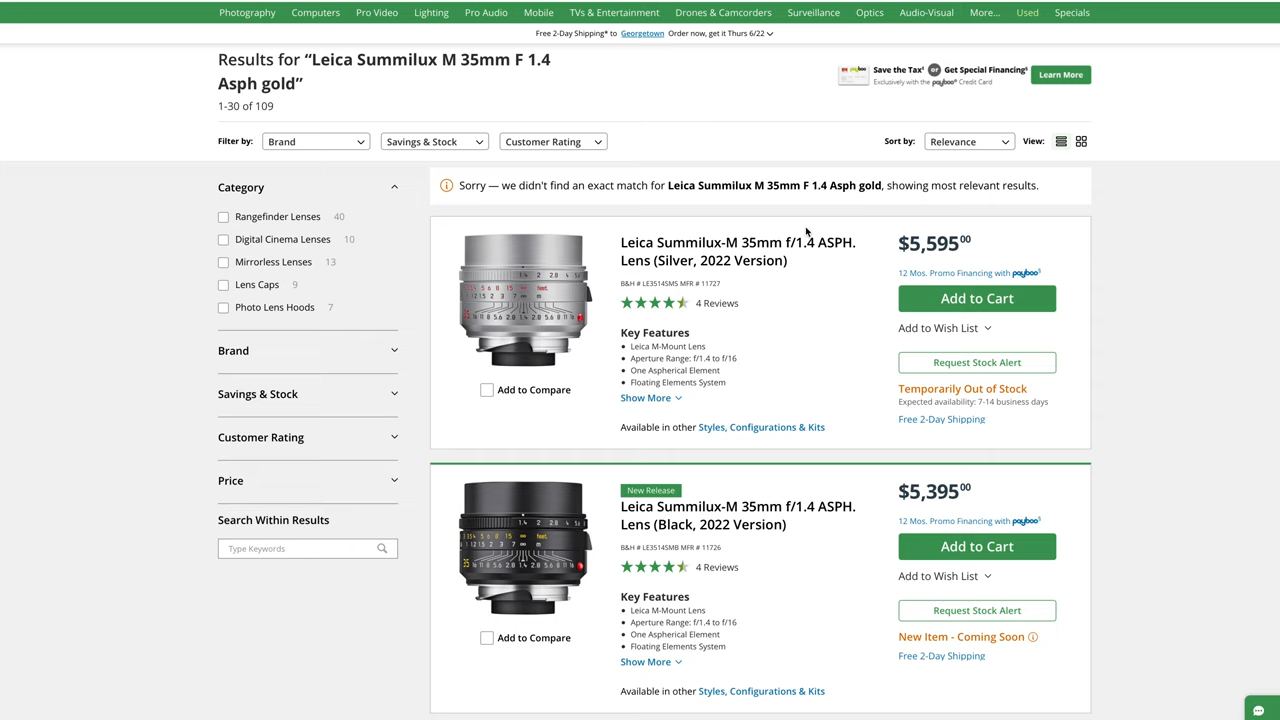 Photography Computers Pro Video Lighting Pro Audio Mobile TVs & Entertainment Drones & Camcorders Surveillance Optics Audio-Visual More... Used Specials
Free 2-Day Shipping* to Georgetown Order now, get it Thurs 6/22
Results for “Leica Summilux M 35mm F 1.4
Asph gold”
1-30 of 109
payboo
Save the Tax‡ or Get Special Financing§
Exclusively with the payboo® Credit Card
Learn More
Filter by: Brand Savings & Stock Customer Rating
Sort by: Relevance View:
Category
Rangefinder Lenses 40
Digital Cinema Lenses 10
Mirrorless Lenses 13
Lens Caps 9
Photo Lens Hoods 7
Brand
Savings & Stock
Customer Rating
Price
Search Within Results
Type Keywords
Sorry — we didn't find an exact match for Leica Summilux M 35mm F 1.4 Asph gold, showing most relevant results.
Add to Compare
Leica Summilux-M 35mm f/1.4 ASPH.
Lens (Silver, 2022 Version)
B&H # LE3514SMS MFR # 11727
4 Reviews
Key Features
Leica M-Mount Lens
Aperture Range: f/1.4 to f/16
One Aspherical Element
Floating Elements System
Show More
Available in other Styles, Configurations & Kits
$5,595.00
12 Mos. Promo Financing with payboo§
Add to Cart
Add to Wish List
Request Stock Alert
Temporarily Out of Stock
Expected availability: 7-14 business days
Free 2-Day Shipping
Add to Compare
New Release
Leica Summilux-M 35mm f/1.4 ASPH.
Lens (Black, 2022 Version)
B&H # LE3514SMB MFR # 11726
4 Reviews
Key Features
Leica M-Mount Lens
Aperture Range: f/1.4 to f/16
One Aspherical Element
Floating Elements System
Show More
Available in other Styles, Configurations & Kits
$5,395.00
12 Mos. Promo Financing with payboo§
Add to Cart
Add to Wish List
Request Stock Alert
New Item - Coming Soon
Free 2-Day Shipping